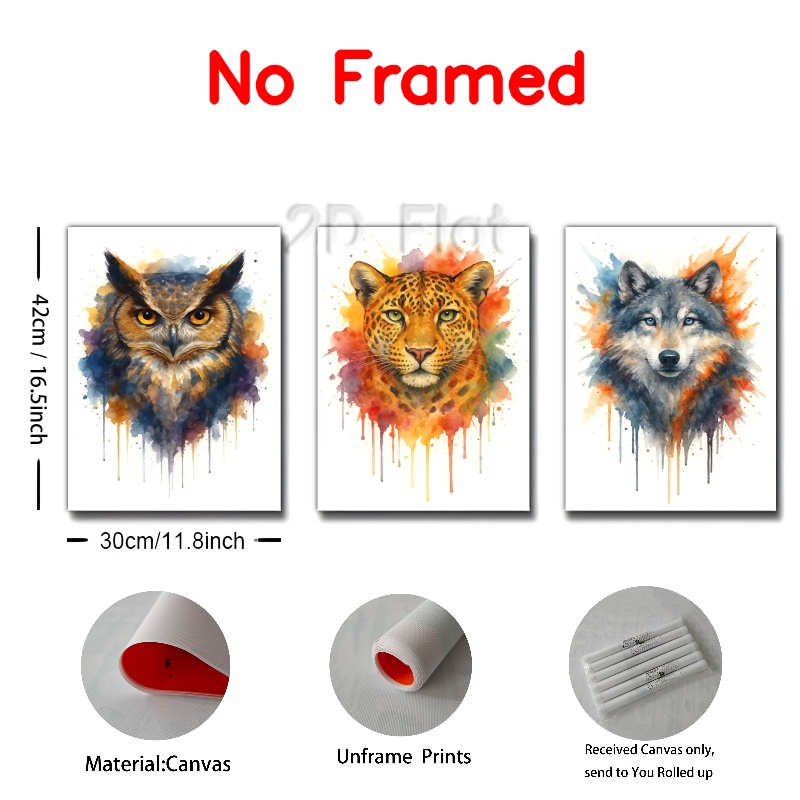 No Framed
2D Flat
42cm / 16.5inch
30cm/11.8inch
Material:Canvas
Unframe Prints
Received Canvas only,
send to You Rolled up